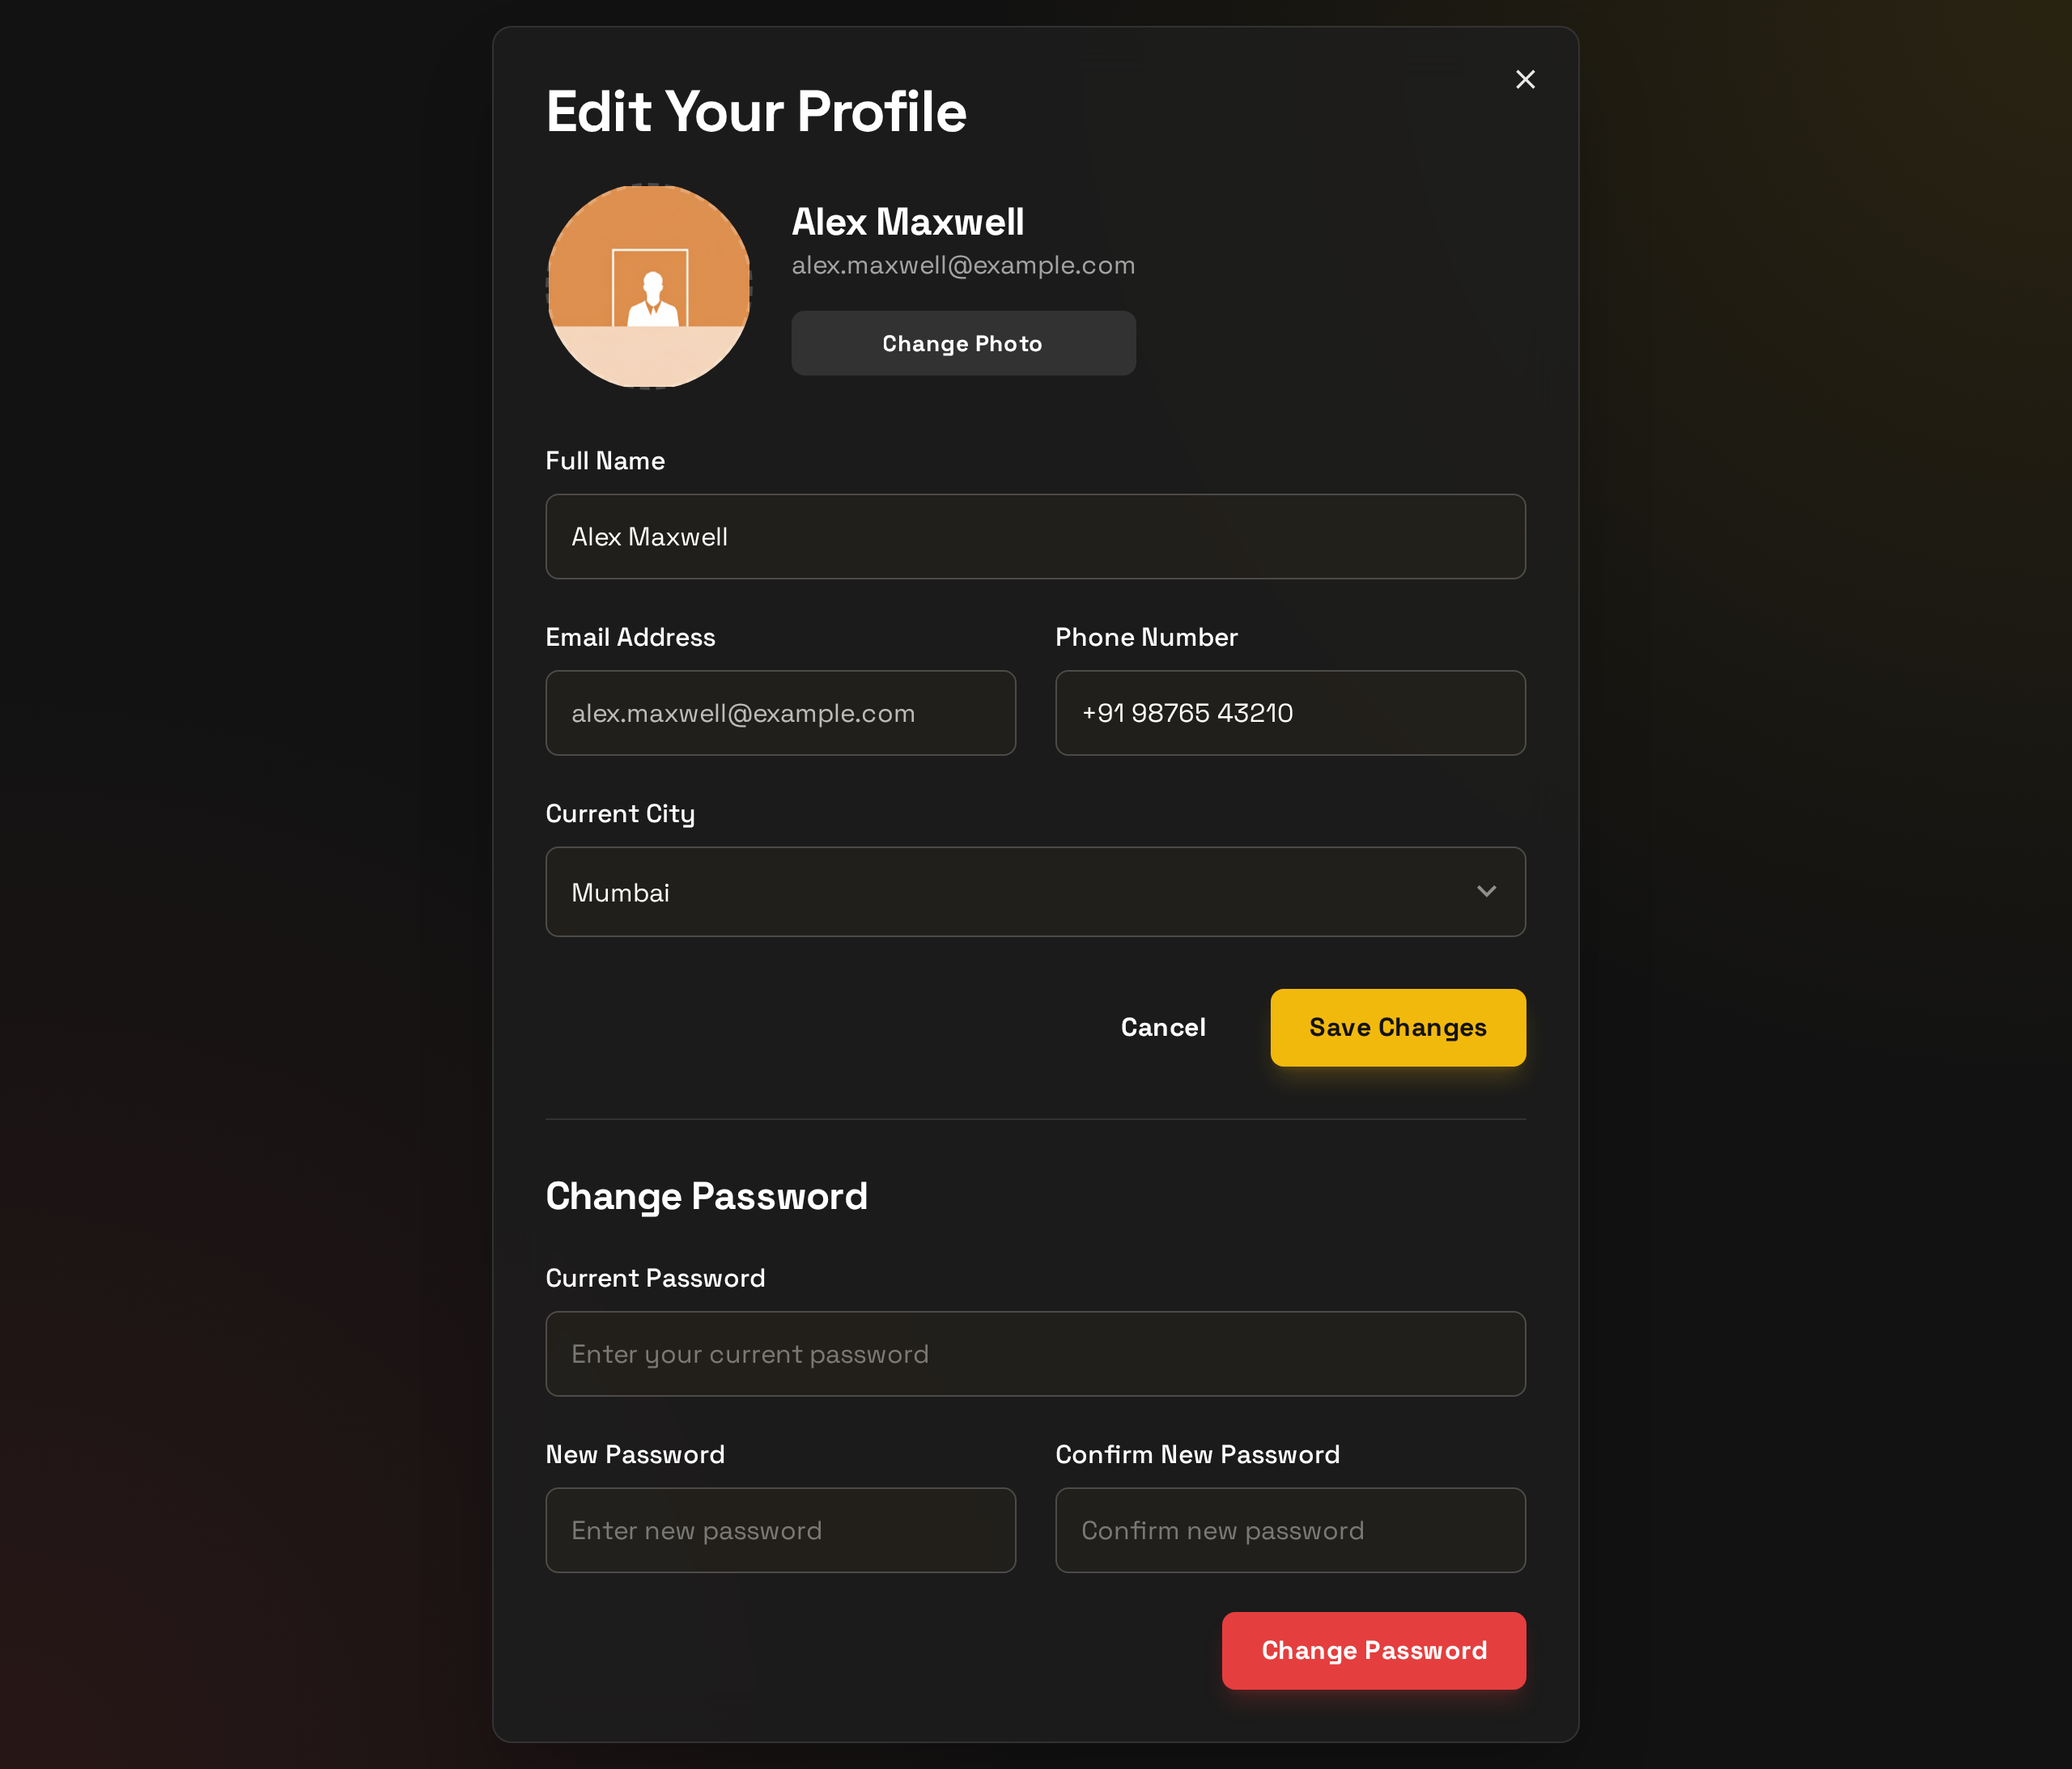 Edit Your Profile
Alex Maxwell
alex.maxwell@example.com
Change Photo
Full Name
Alex Maxwell
Email Address
Phone Number
alex.maxwell@example.com
+91 98765 43210
Current City
Mumbai
Cancel
Save Changes
Change Password
Current Password
Enter your current password
New Password
Confirm New Password
Enter new password
Confirm new password
Change Password